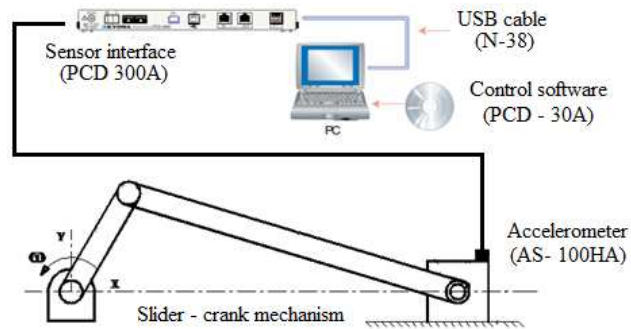 USB cable
(N-38)
Sensor interface
(PCD 300A)
Control software
(PCD - 30A)
PC
Accelerometer
(AS- 100HA)
Y
ω
X
Slider - crank mechanism